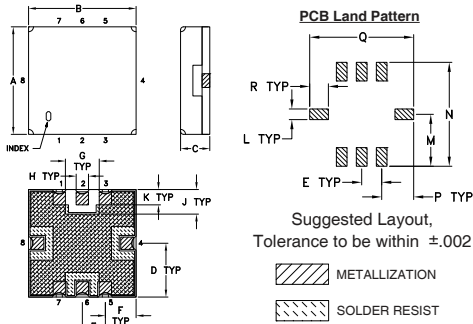 PCB Land Pattern
B
7 6 5
A
8
4
INDEX
1 2 3
C
Q
R TYP
L TYP
N
M
E TYP
P TYP
G
TYP
H TYP
1 2 3
K TYP
J TYP
8
4
D TYP
7 6 5
F
TYP
Suggested Layout,
Tolerance to be within ±.002
METALLIZATION
SOLDER RESIST